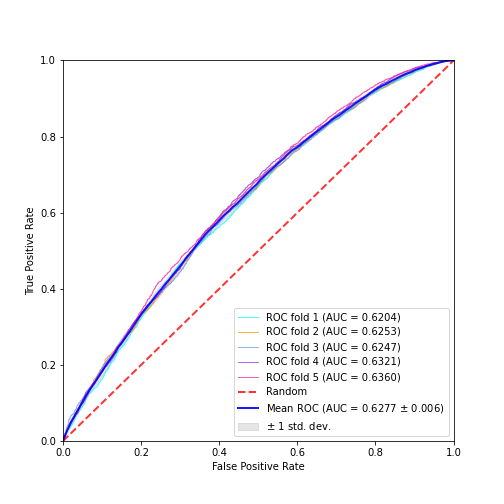 1.0
0.8
0.6
0.4
0.2
0.0
True Positive Rate
ROC fold 1 (AUC = 0.6204)
ROC fold 2 (AUC = 0.6253)
ROC fold 3 (AUC = 0.6247)
ROC fold 4 (AUC = 0.6321)
ROC fold 5 (AUC = 0.6360)
Random
Mean ROC (AUC = 0.6277 ± 0.006)
± 1 std. dev.
0.0 0.2 0.4 0.6 0.8 1.0
False Positive Rate